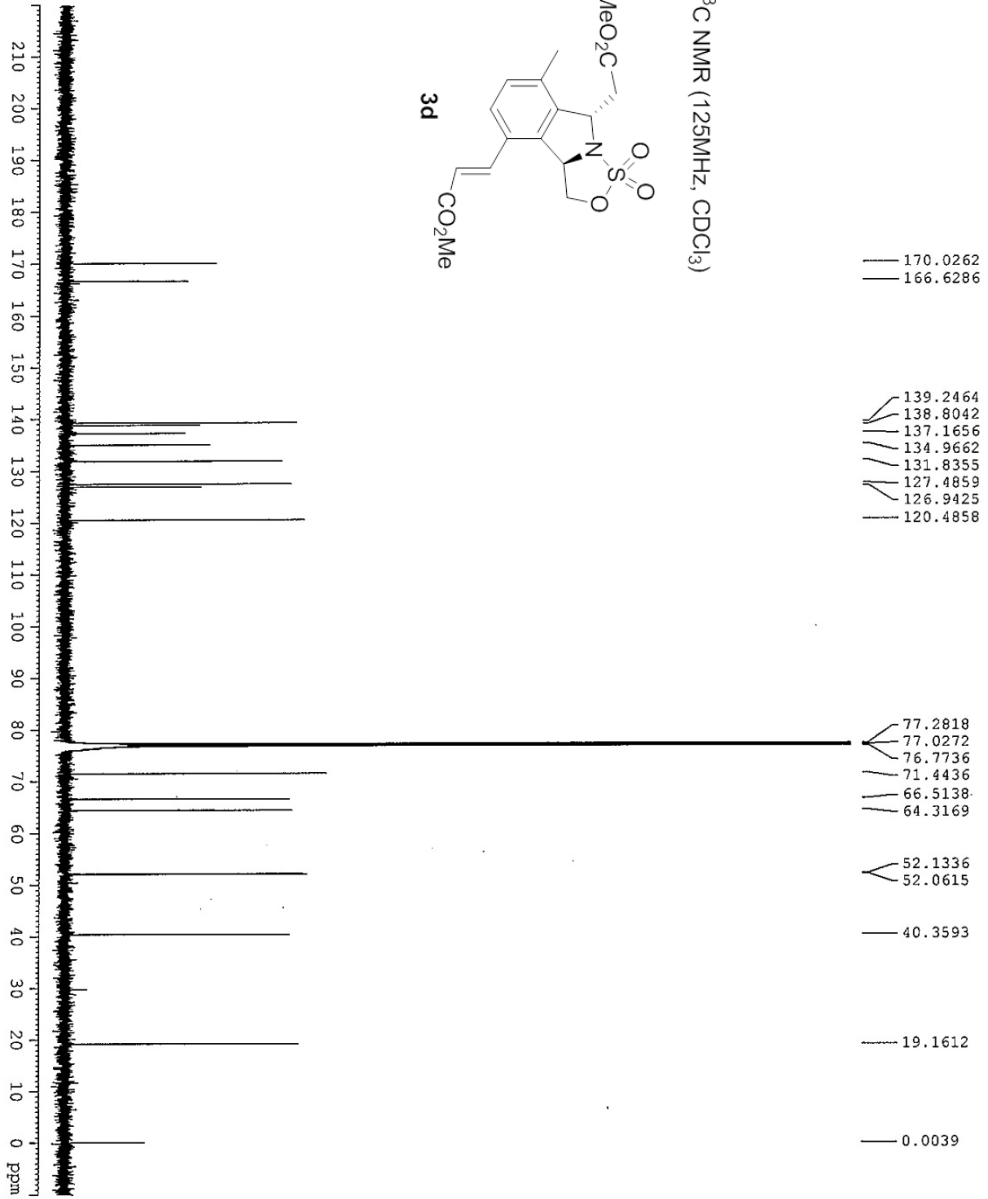 ³C NMR (125MHz, CDCl₃)
MeO₂C
N
S
O
O
O
CO₂Me
3d
170.0262
166.6286
139.2464
138.8042
137.1656
134.9662
131.8355
127.4859
126.9425
120.4858
77.2818
77.0272
76.7736
71.4436
66.5138
64.3169
52.1336
52.0615
40.3593
19.1612
0.0039
210 200 190 180 170 160 150 140 130 120 110 100 90 80 70 60 50 40 30 20 10 0 ppm